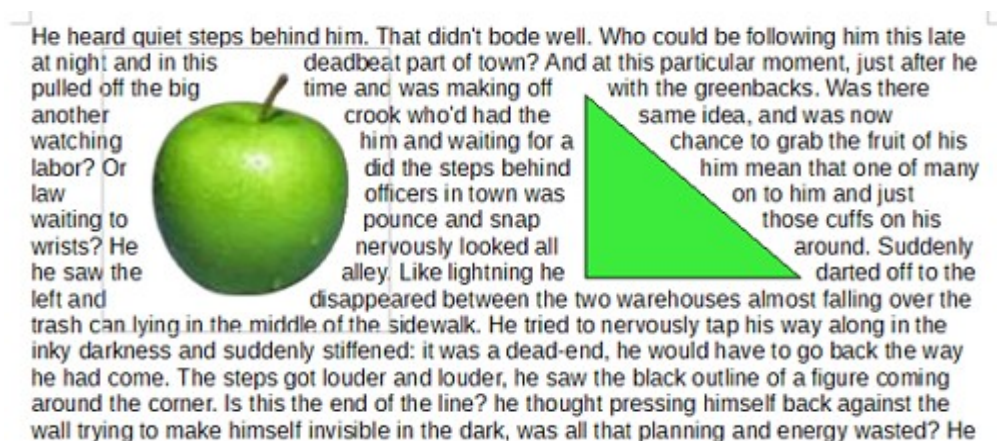 He heard quiet steps behind him. That didn't bode well. Who could be following him this late
at night and in this deadbeat part of town? And at this particular moment, just after he
pulled off the big time and was making off with the greenbacks. Was there
another crook who'd had the same idea, and was now
watching him and waiting for a chance to grab the fruit of his
labor? Or did the steps behind him mean that one of many
law officers in town was on to him and just
waiting to pounce and snap those cuffs on his
wrists? He nervously looked all around. Suddenly
he saw the alley. Like lightning he darted off to the
left and disappeared between the two warehouses almost falling over the
trash can lying in the middle of the sidewalk. He tried to nervously tap his way along in the
inky darkness and suddenly stiffened: it was a dead-end, he would have to go back the way
he had come. The steps got louder and louder, he saw the black outline of a figure coming
around the corner. Is this the end of the line? he thought pressing himself back against the
wall trying to make himself invisible in the dark, was all that planning and energy wasted? He